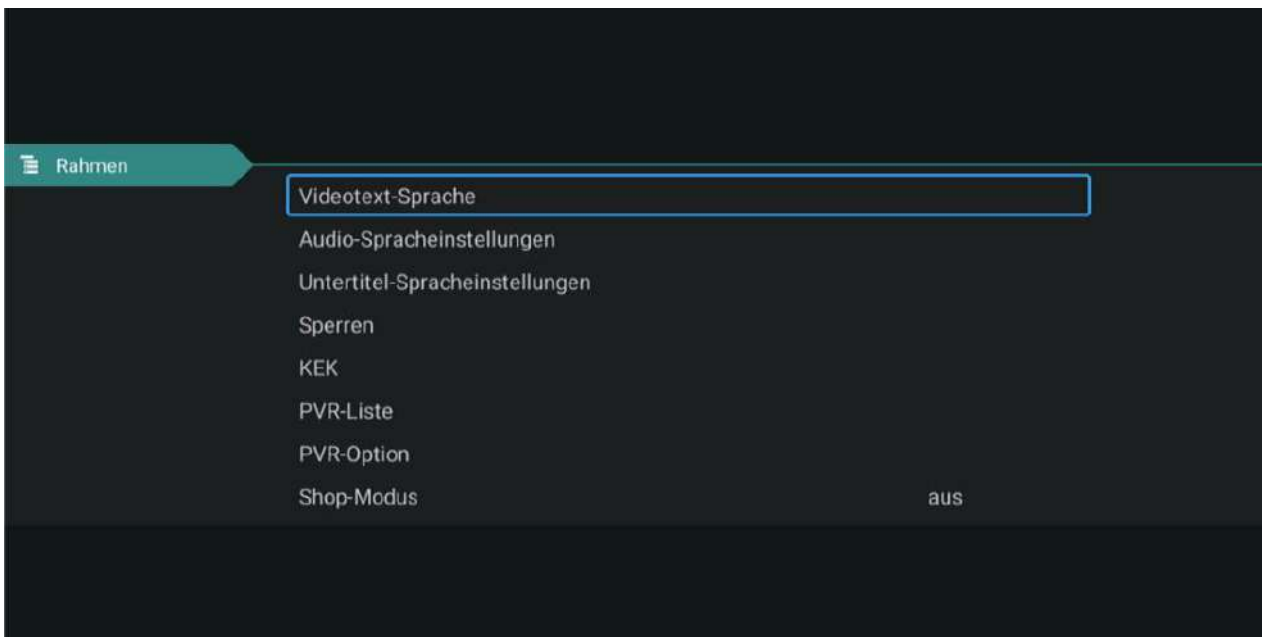 Rahmen
Videotext-Sprache
Audio-Spracheinstellungen
Untertitel-Spracheinstellungen
Sperren
KEK
PVR-Liste
PVR-Option
Shop-Modus aus